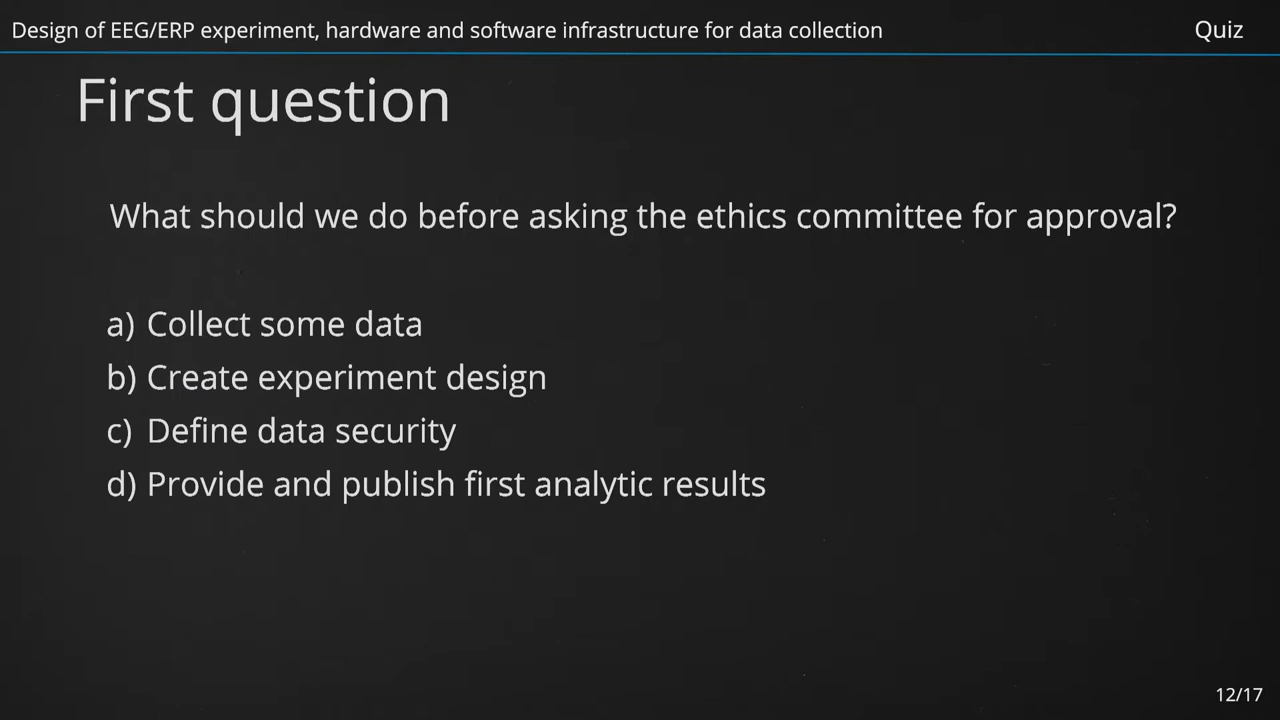 Design of EEG/ERP experiment, hardware and software infrastructure for data collection
Quiz
First question
What should we do before asking the ethics committee for approval?
a) Collect some data
b) Create experiment design
c) Define data security
d) Provide and publish first analytic results
12/17